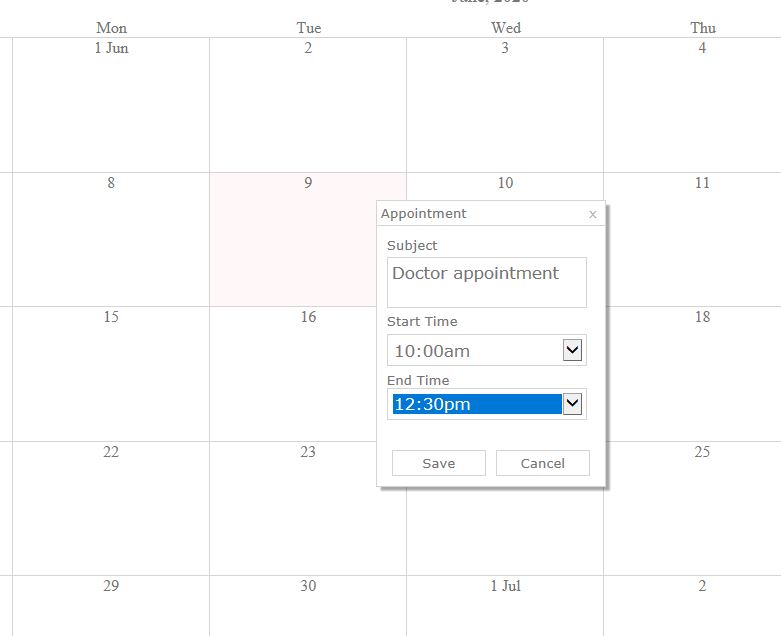 June, 2020
Mon Tue Wed Thu
1 Jun 2 3 4
8 9 10 11
Appointment x
Subject
Doctor appointment
15 16 18
Start Time
10:00am
End Time
12:30pm
22 23 25
Save Cancel
29 30 1 Jul 2